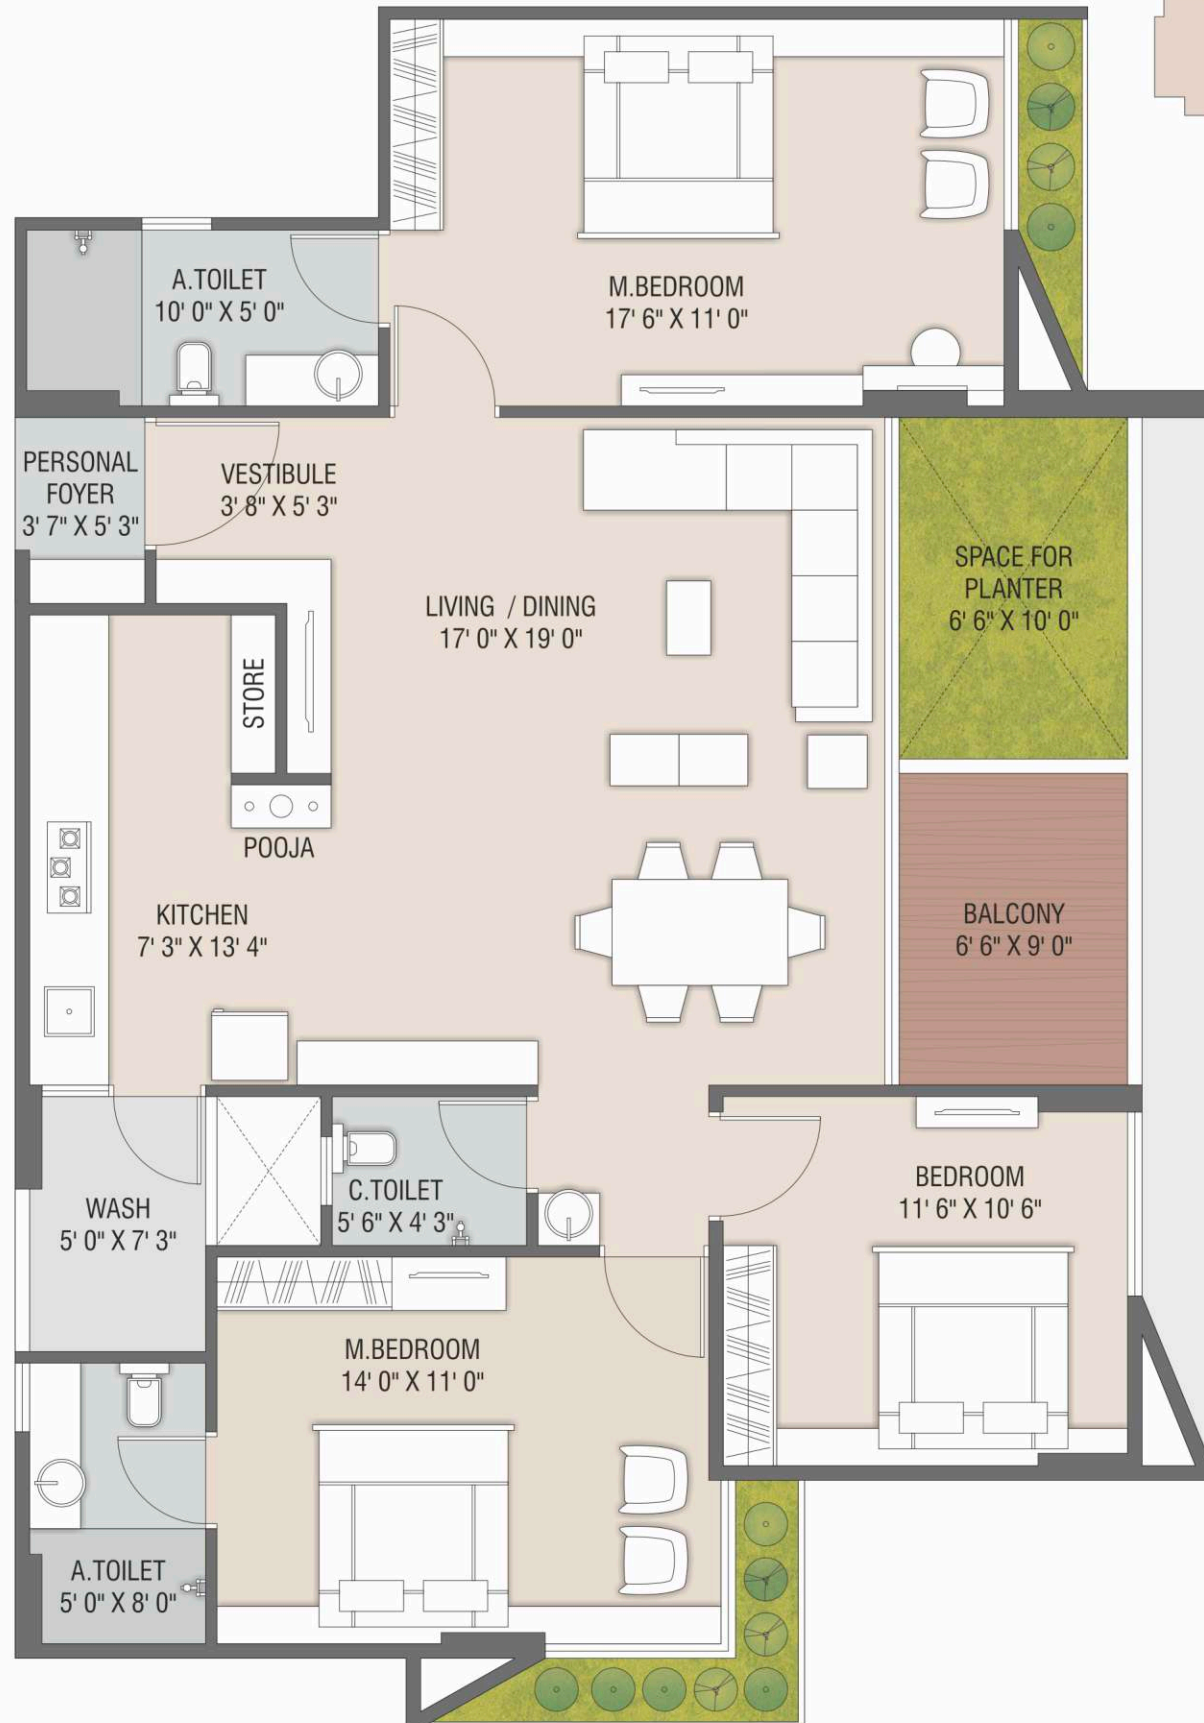 A.TOILET
10' 0" X 5' 0"
M.BEDROOM
17' 6" X 11' 0"
PERSONAL
FOYER
3' 7" X 5' 3"
VESTIBULE
3' 8" X 5' 3"
LIVING / DINING
17' 0" X 19' 0"
SPACE FOR
PLANTER
6' 6" X 10' 0"
STORE
POOJA
KITCHEN
7' 3" X 13' 4"
BALCONY
6' 6" X 9' 0"
WASH
5' 0" X 7' 3"
C.TOILET
5' 6" X 4' 3"
BEDROOM
11' 6" X 10' 6"
M.BEDROOM
14' 0" X 11' 0"
A.TOILET
5' 0" X 8' 0"